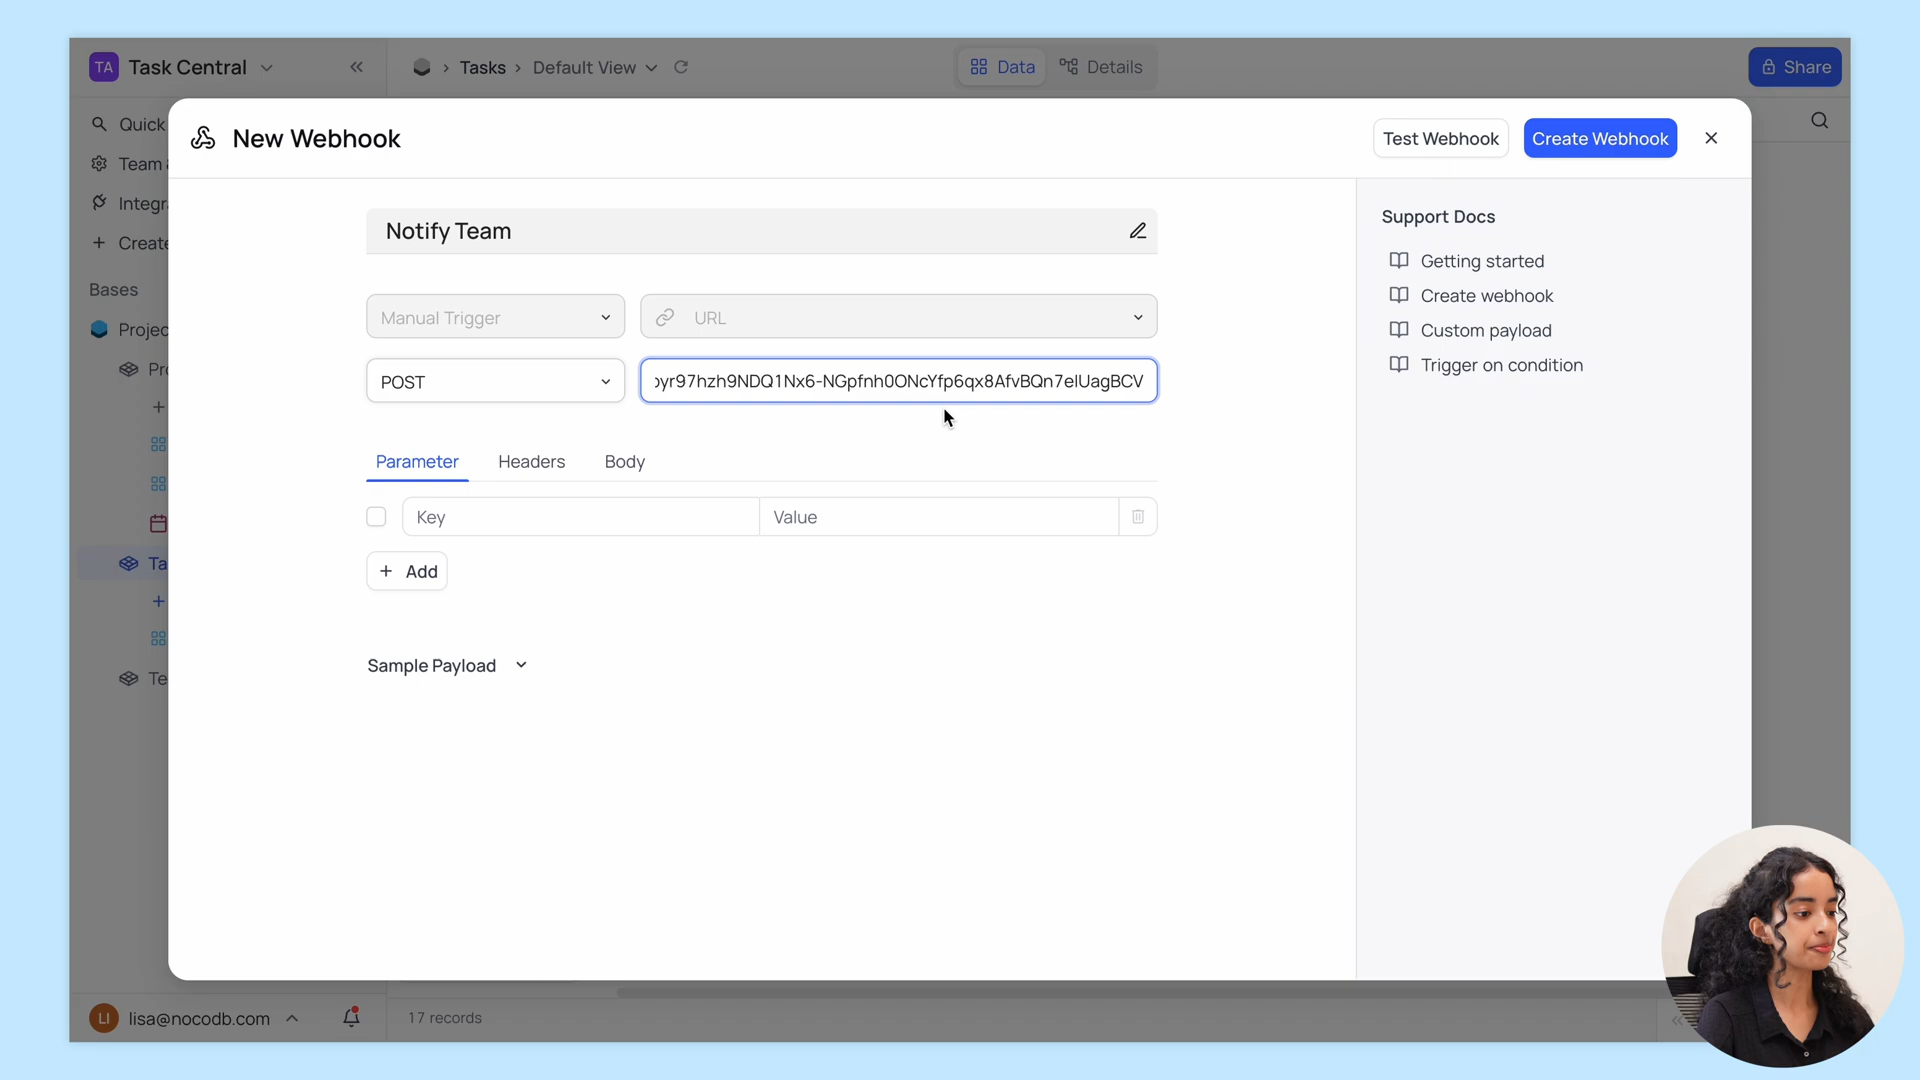 TA Task Central
Tasks > Default View
Data
Details
Share
Quick
Team
Integr
Create
Bases
Projec
Pro
Ta
Te
New Webhook
Test Webhook
Create Webhook
Notify Team
Manual Trigger
URL
POST
yr97hzh9NDQ1Nx6-NGpfnh0ONcYfp6qx8AfvBQn7elUagBCV
Parameter
Headers
Body
Key
Value
+ Add
Sample Payload
Support Docs
Getting started
Create webhook
Custom payload
Trigger on condition
LI lisa@nocodb.com
17 records